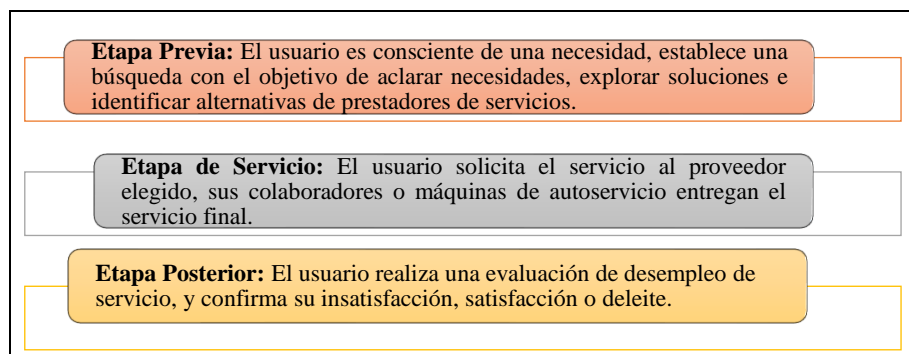 Etapa Previa: El usuario es consciente de una necesidad, establece una
búsqueda con el objetivo de aclarar necesidades, explorar soluciones e
identificar alternativas de prestadores de servicios.
Etapa de Servicio: El usuario solicita el servicio al proveedor
elegido, sus colaboradores o máquinas de autoservicio entregan el
servicio final.
Etapa Posterior: El usuario realiza una evaluación de desempleo de
servicio, y confirma su insatisfacción, satisfacción o deleite.